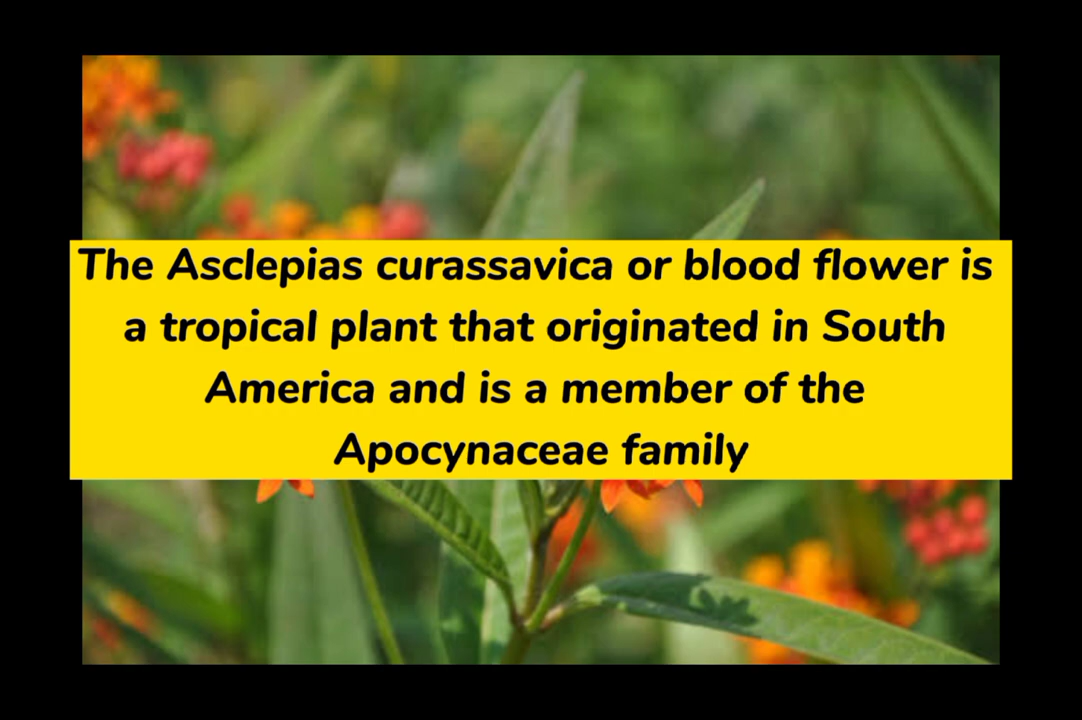 The Asclepias curassavica or blood flower is
a tropical plant that originated in South
America and is a member of the
Apocynaceae family